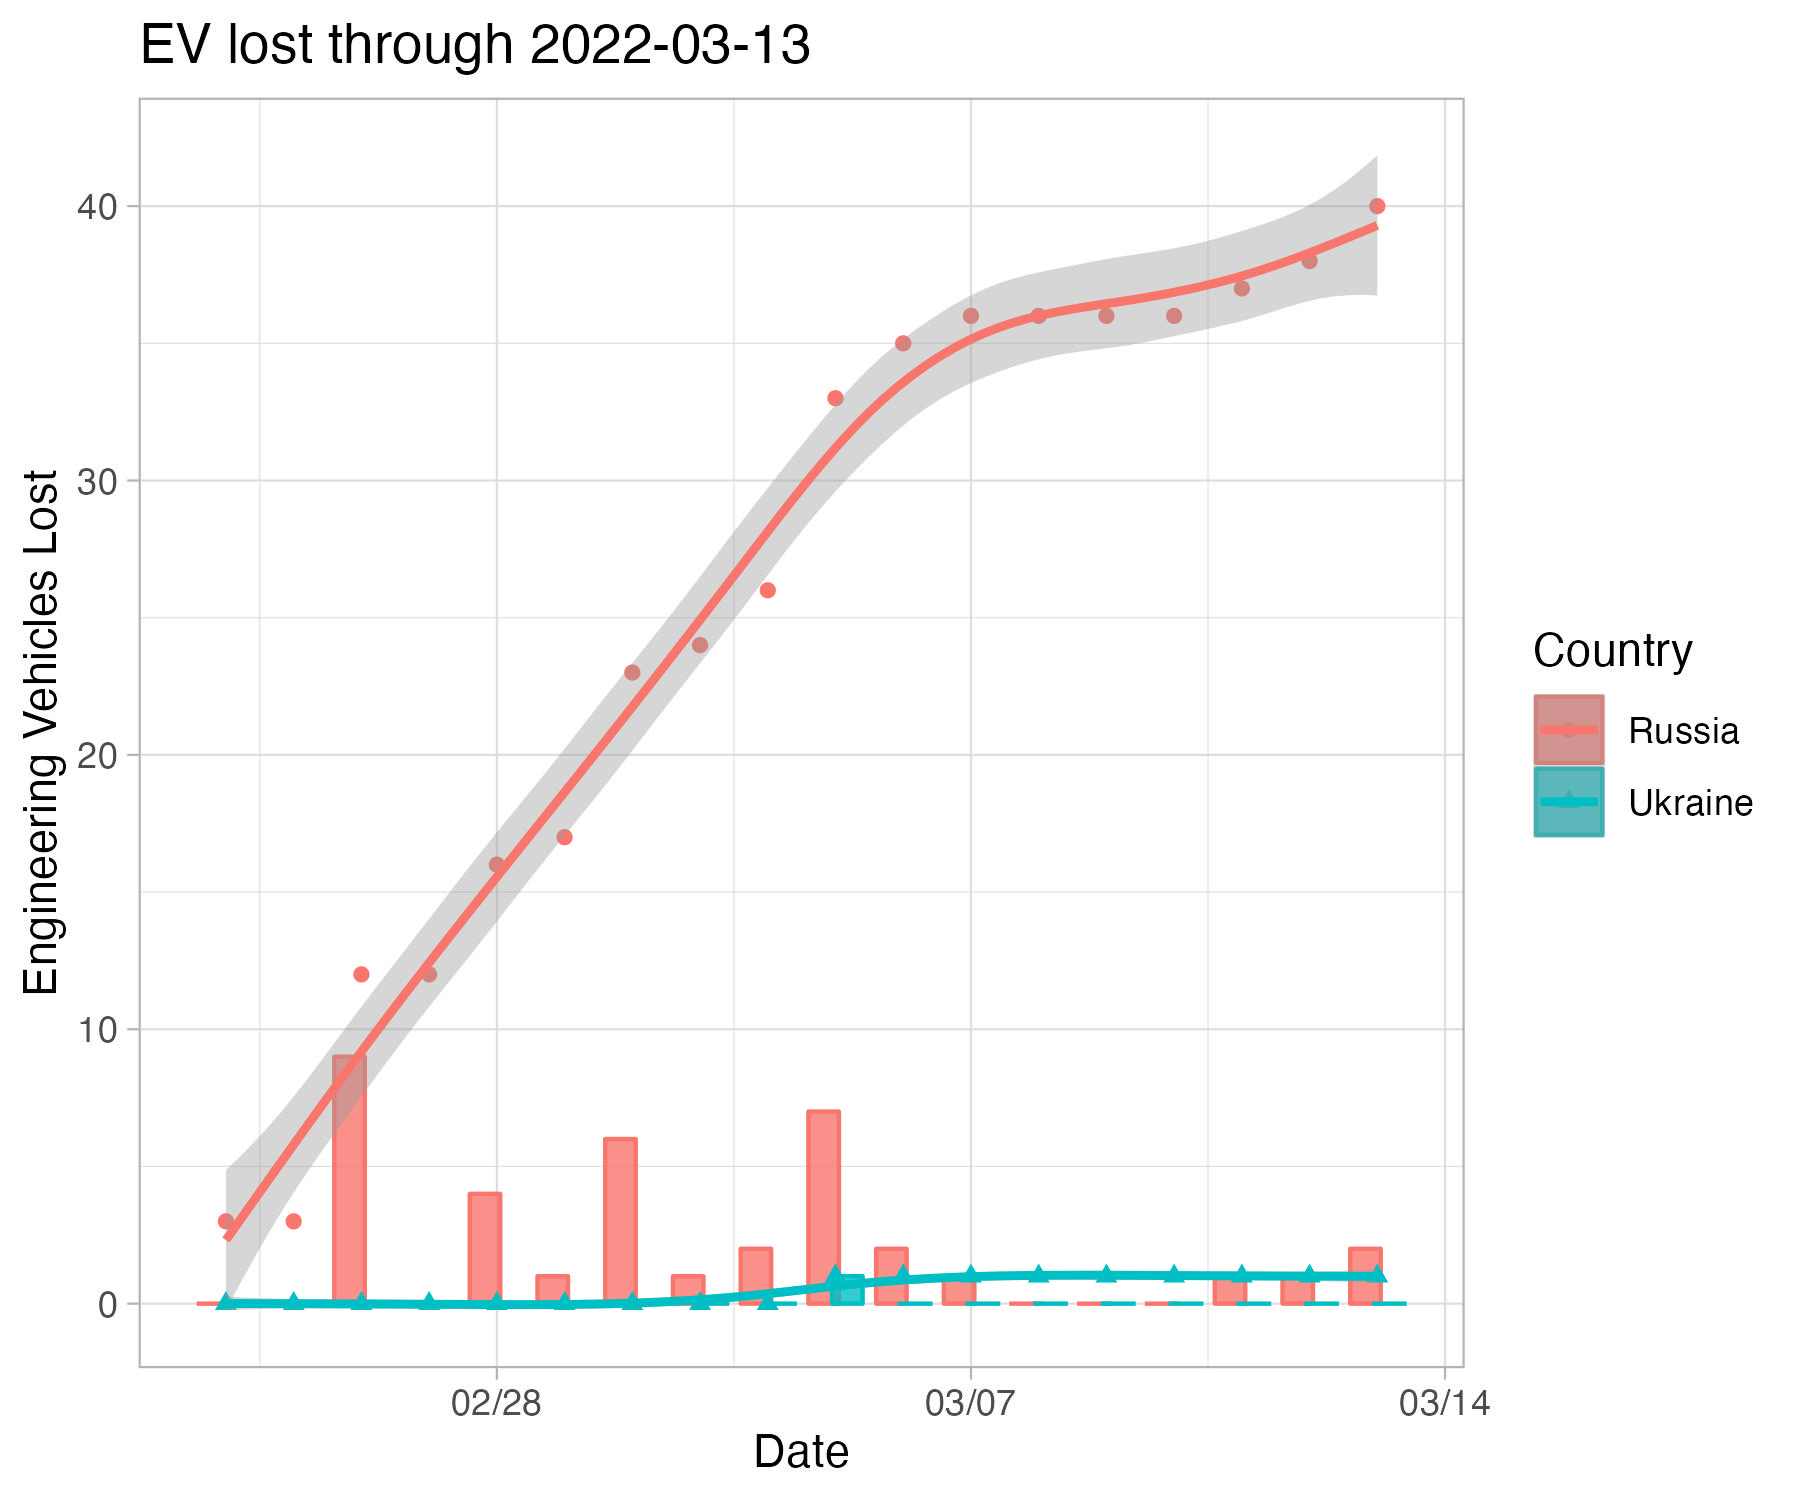 EV lost through 2022-03-13
Engineering Vehicles Lost
40
30
20
10
0
02/28
03/07
03/14
Date
Country
Russia
Ukraine